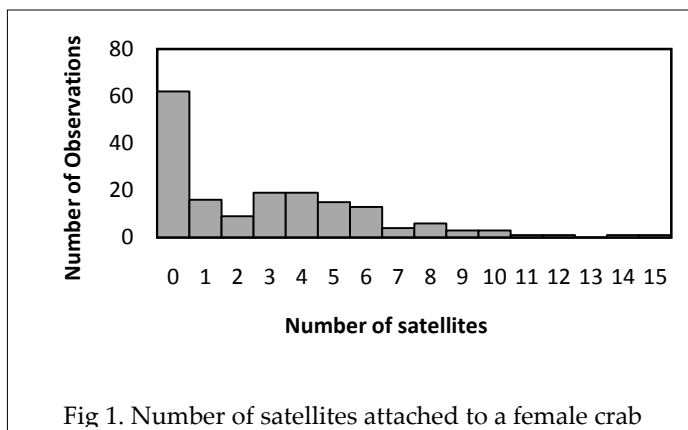 Number of Observations
80
60
40
20
0
0 1 2 3 4 5 6 7 8 9 10 11 12 13 14 15
Number of satellites
Fig 1. Number of satellites attached to a female crab